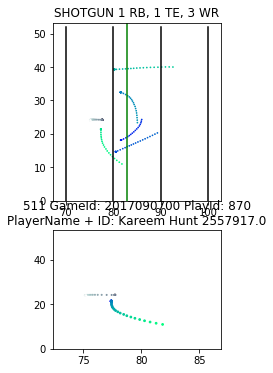 SHOTGUN 1 RB, 1 TE, 3 WR
50
40
30
20
10
0
70 80 90 100
511 GameId: 2017090700 PlayId: 870
PlayerName + ID: Kareem Hunt 2557917.0
40
20
0
75 80 85